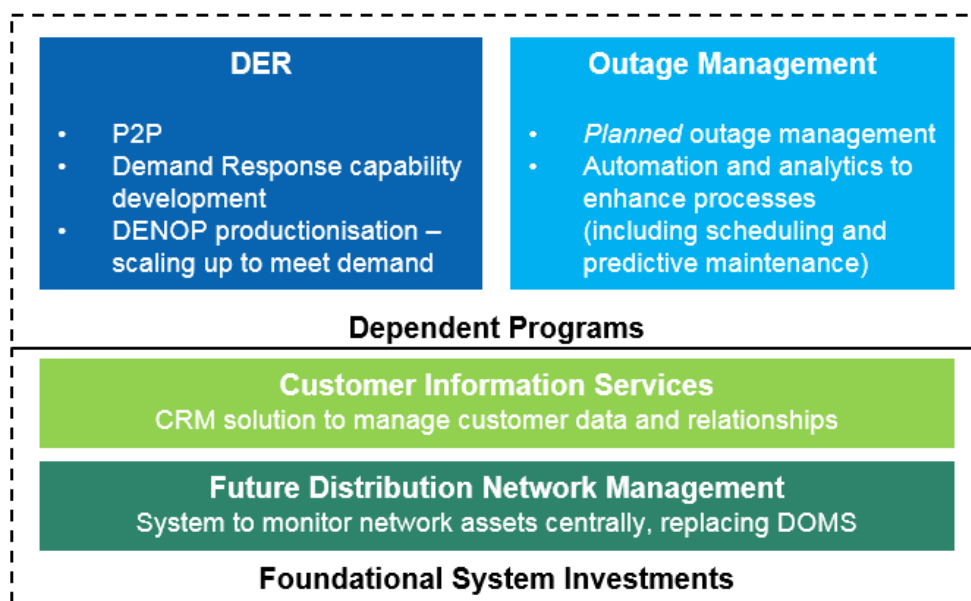 DER
• P2P
• Demand Response capability
development
• DENOP productionisation –
scaling up to meet demand
Outage Management
• Planned outage management
• Automation and analytics to
enhance processes
(including scheduling and
predictive maintenance)
Dependent Programs
Customer Information Services
CRM solution to manage customer data and relationships
Future Distribution Network Management
System to monitor network assets centrally, replacing DOMS
Foundational System Investments